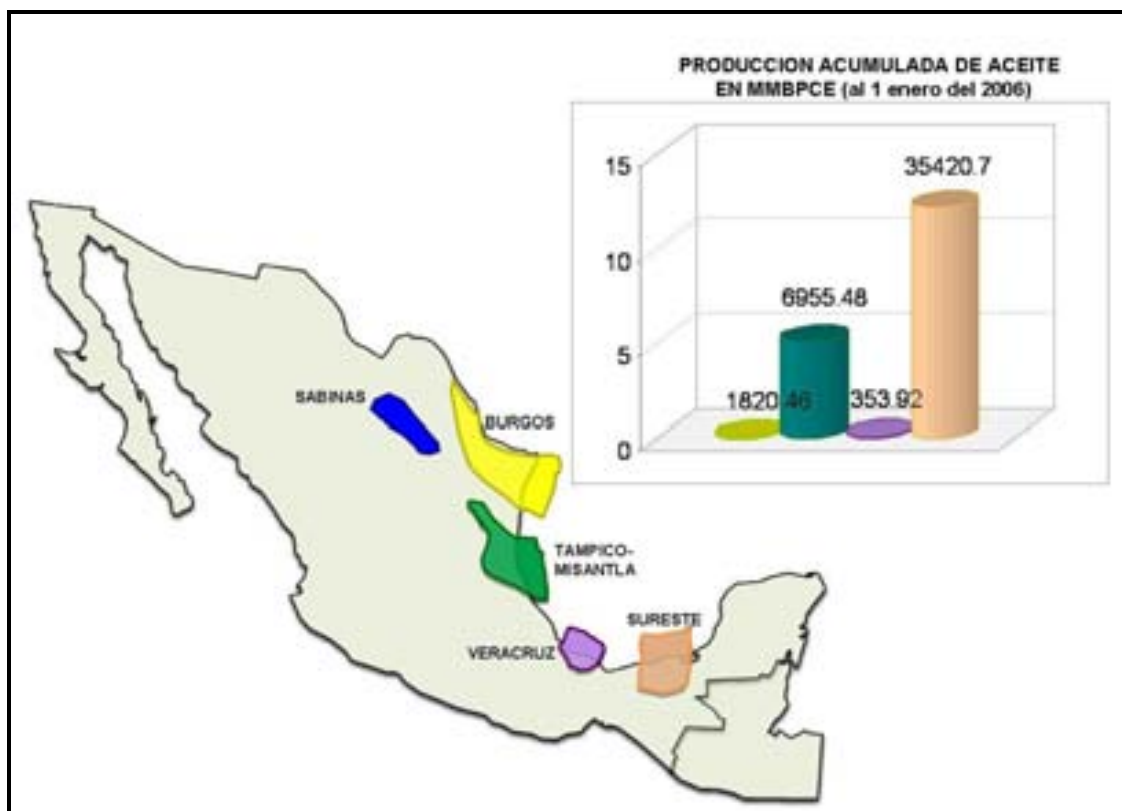 PRODUCCION ACUMULADA DE ACEITE
EN MMBPCE (al 1 enero del 2006)
15
10
5
0
35420.7
6955.48
1820.46
353.92
SABINAS
BURGOS
TAMPICO-
MISANTLA
SURESTE
VERACRUZ